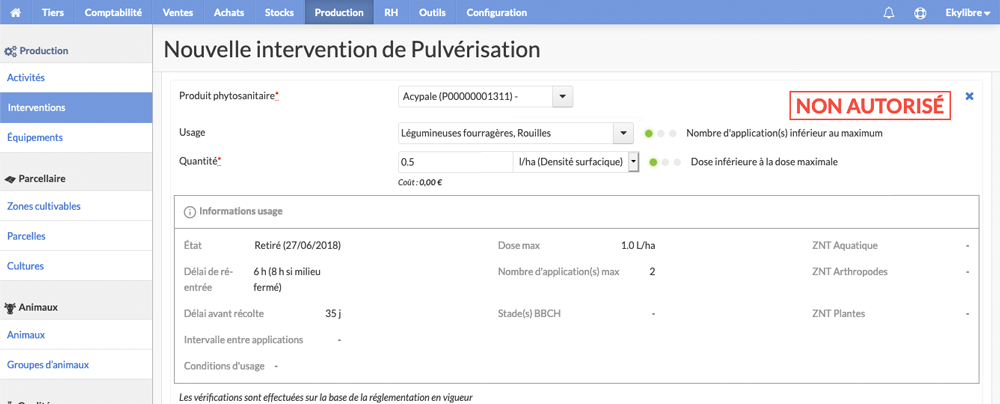 Tiers Comptabilité Ventes Achats Stocks Production RH Outils Configuration Ekylibre
Production
Activités
Interventions
Équipements
Parcellaire
Zones cultivables
Parcelles
Cultures
Animaux
Animaux
Groupes d'animaux
Nouvelle intervention de Pulvérisation
Produit phytosanitaire* Acypale (P00000001311) -
NON AUTORISÉ
Usage Légumineuses fourragères, Rouilles Nombre d'application(s) inférieur au maximum
Quantité* 0.5 l/ha (Densité surfacique) Dose inférieure à la dose maximale
Coût : 0,00 €
Informations usage
État Retiré (27/06/2018) Dose max 1.0 L/ha ZNT Aquatique -
Délai de ré-entrée 6 h (8 h si milieu fermé) Nombre d'application(s) max 2 ZNT Arthropodes -
Délai avant récolte 35 j Stade(s) BBCH - ZNT Plantes -
Intervalle entre applications -
Conditions d'usage -
Les vérifications sont effectuées sur la base de la réglementation en vigueur